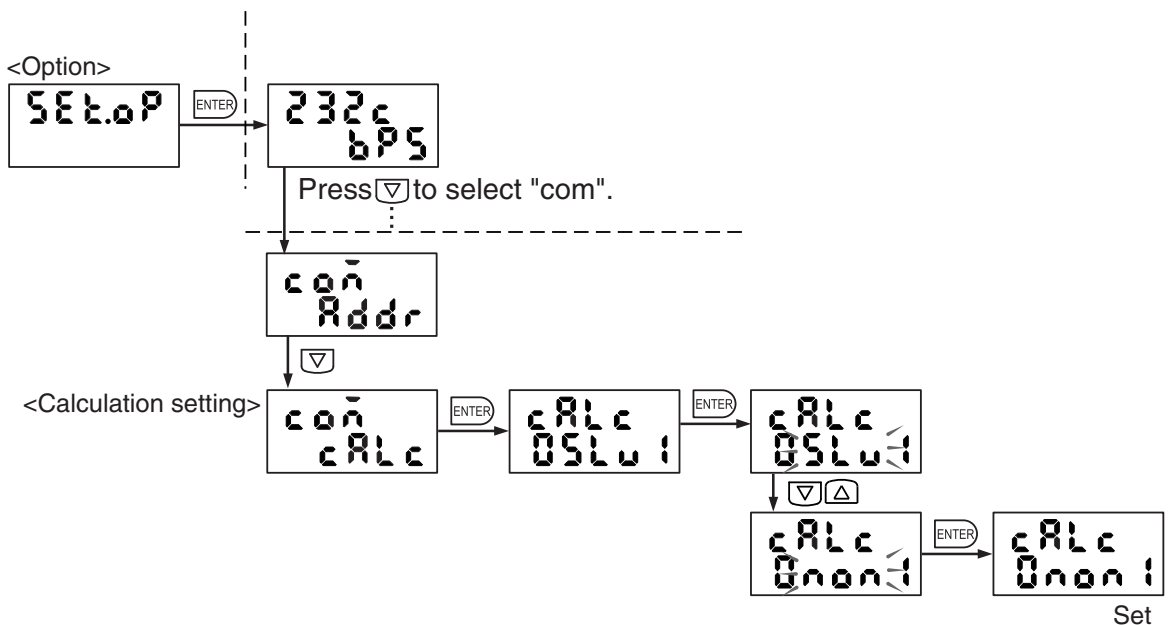 <Option>
SEt.oP
ENTER
232c
bPS
Press ▽ to select "com".
com
Addr
<Calculation setting>
com
cALc
ENTER
cALc
0SLv1
ENTER
cALc
0SLv1
cALc
0non1
ENTER
cALc
0non1
Set